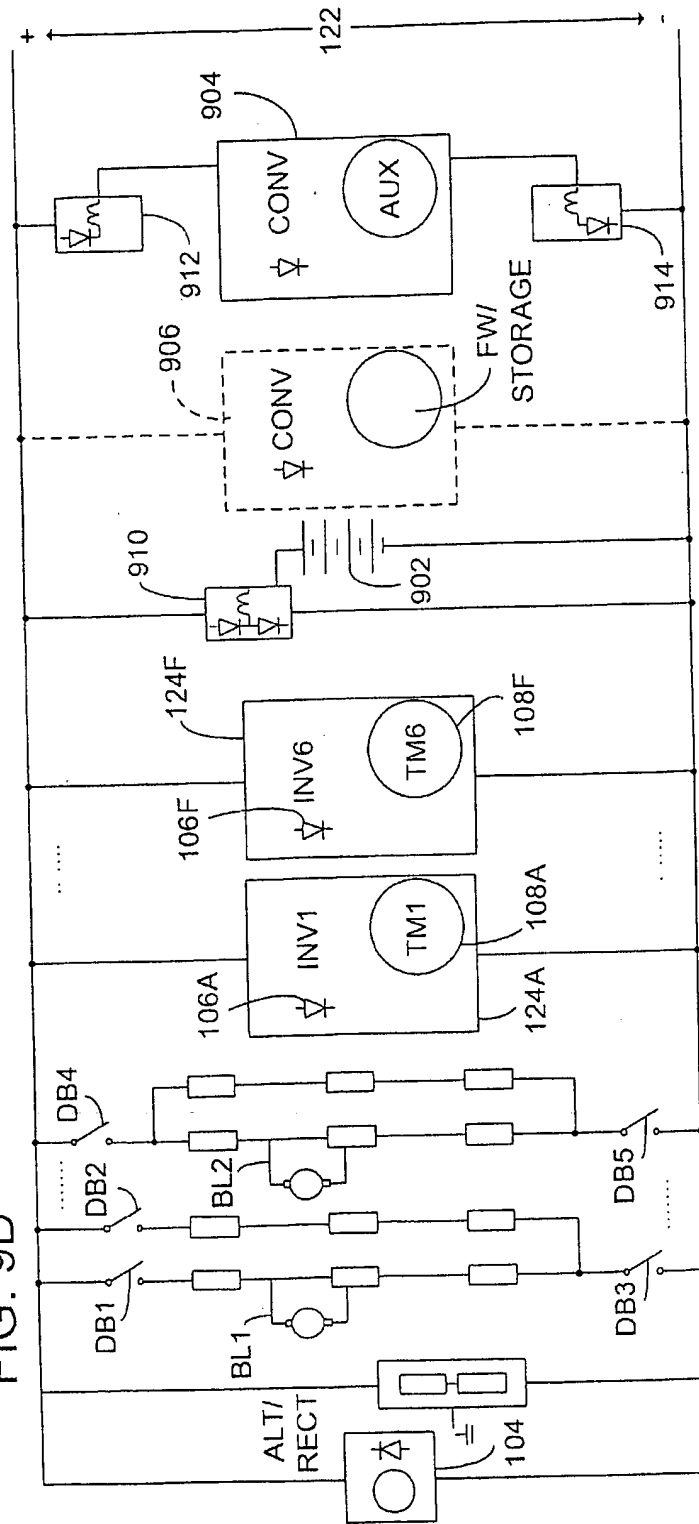 FIG. 9D
+
122
-
912
CONV
AUX
904
914
906
CONV
FW/
STORAGE
910
902
124F
106F
INV6
TM6
108F
106A
INV1
TM1
108A
124A
DB4
BL2
DB5
DB2
DB1
BL1
DB3
ALT/
RECT
104